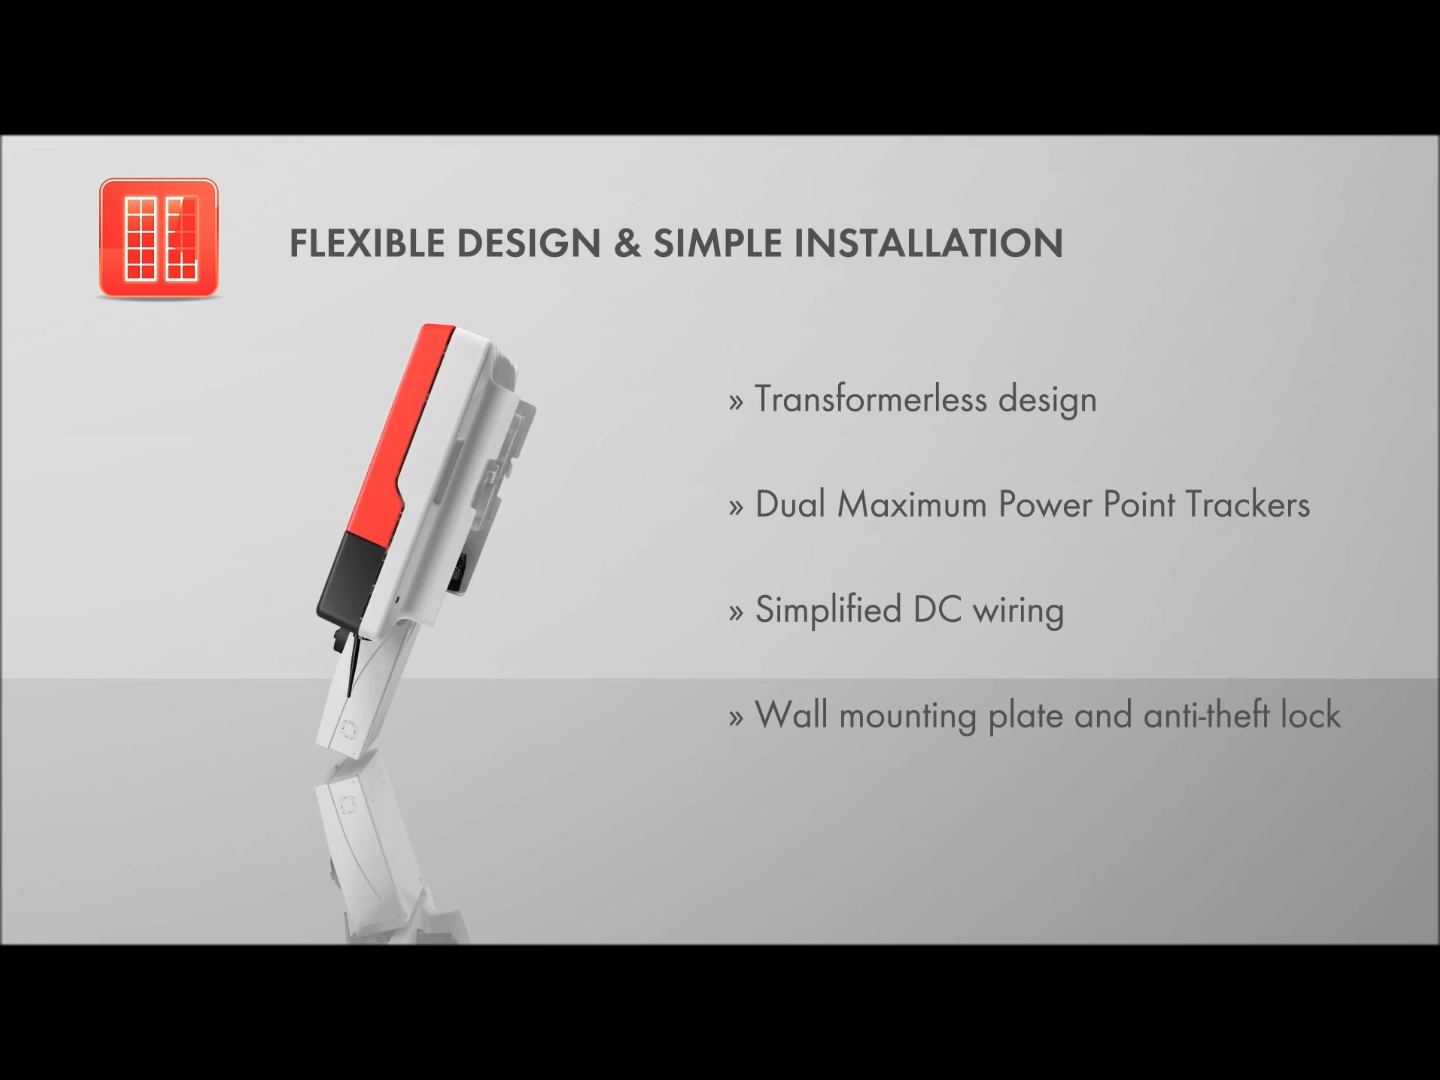 FLEXIBLE DESIGN & SIMPLE INSTALLATION
» Transformerless design
» Dual Maximum Power Point Trackers
» Simplified DC wiring
» Wall mounting plate and anti-theft lock